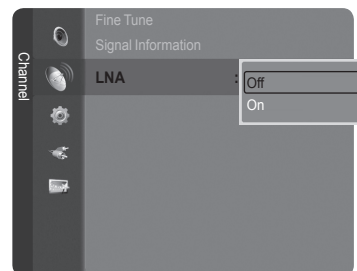 Channel
Fine Tune
Signal Information
LNA : Off
On